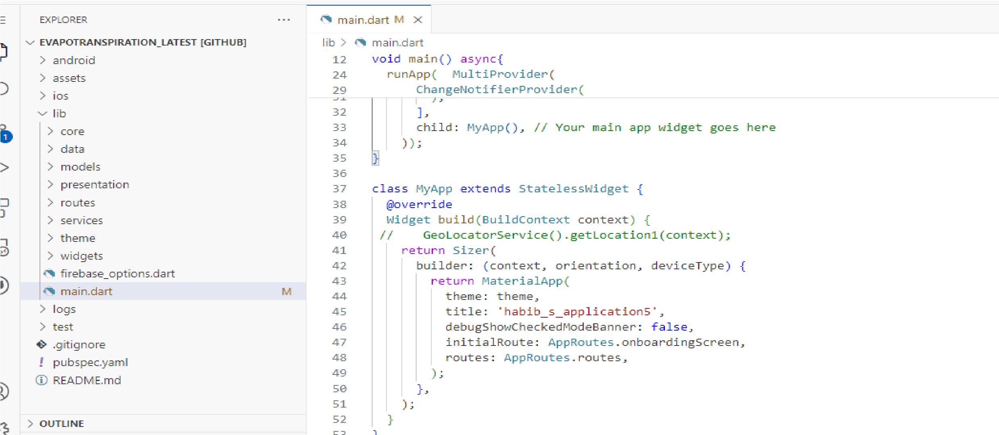 EXPLORER
EVAPOTRANSPIRATION_LATEST [GITHUB]
android
assets
ios
lib
core
data
models
presentation
routes
services
theme
widgets
firebase_options.dart
main.dart M
logs
test
.gitignore
pubspec.yaml
README.md
OUTLINE
1
main.dart M
lib > main.dart
12 void main() async{
24 runApp( MultiProvider(
29 ChangeNotifierProvider(
31 ),
32 ],
33 child: MyApp(), // Your main app widget goes here
34 ));
35 }
36
37 class MyApp extends StatelessWidget {
38 @override
39 Widget build(BuildContext context) {
40 // GeoLocatorService().getLocation1(context);
41 return Sizer(
42 builder: (context, orientation, deviceType) {
43 return MaterialApp(
44 theme: theme,
45 title: 'habib_s_application5',
46 debugShowCheckedModeBanner: false,
47 initialRoute: AppRoutes.onboardingScreen,
48 routes: AppRoutes.routes,
49 );
50 },
51 );
52 }
53 }